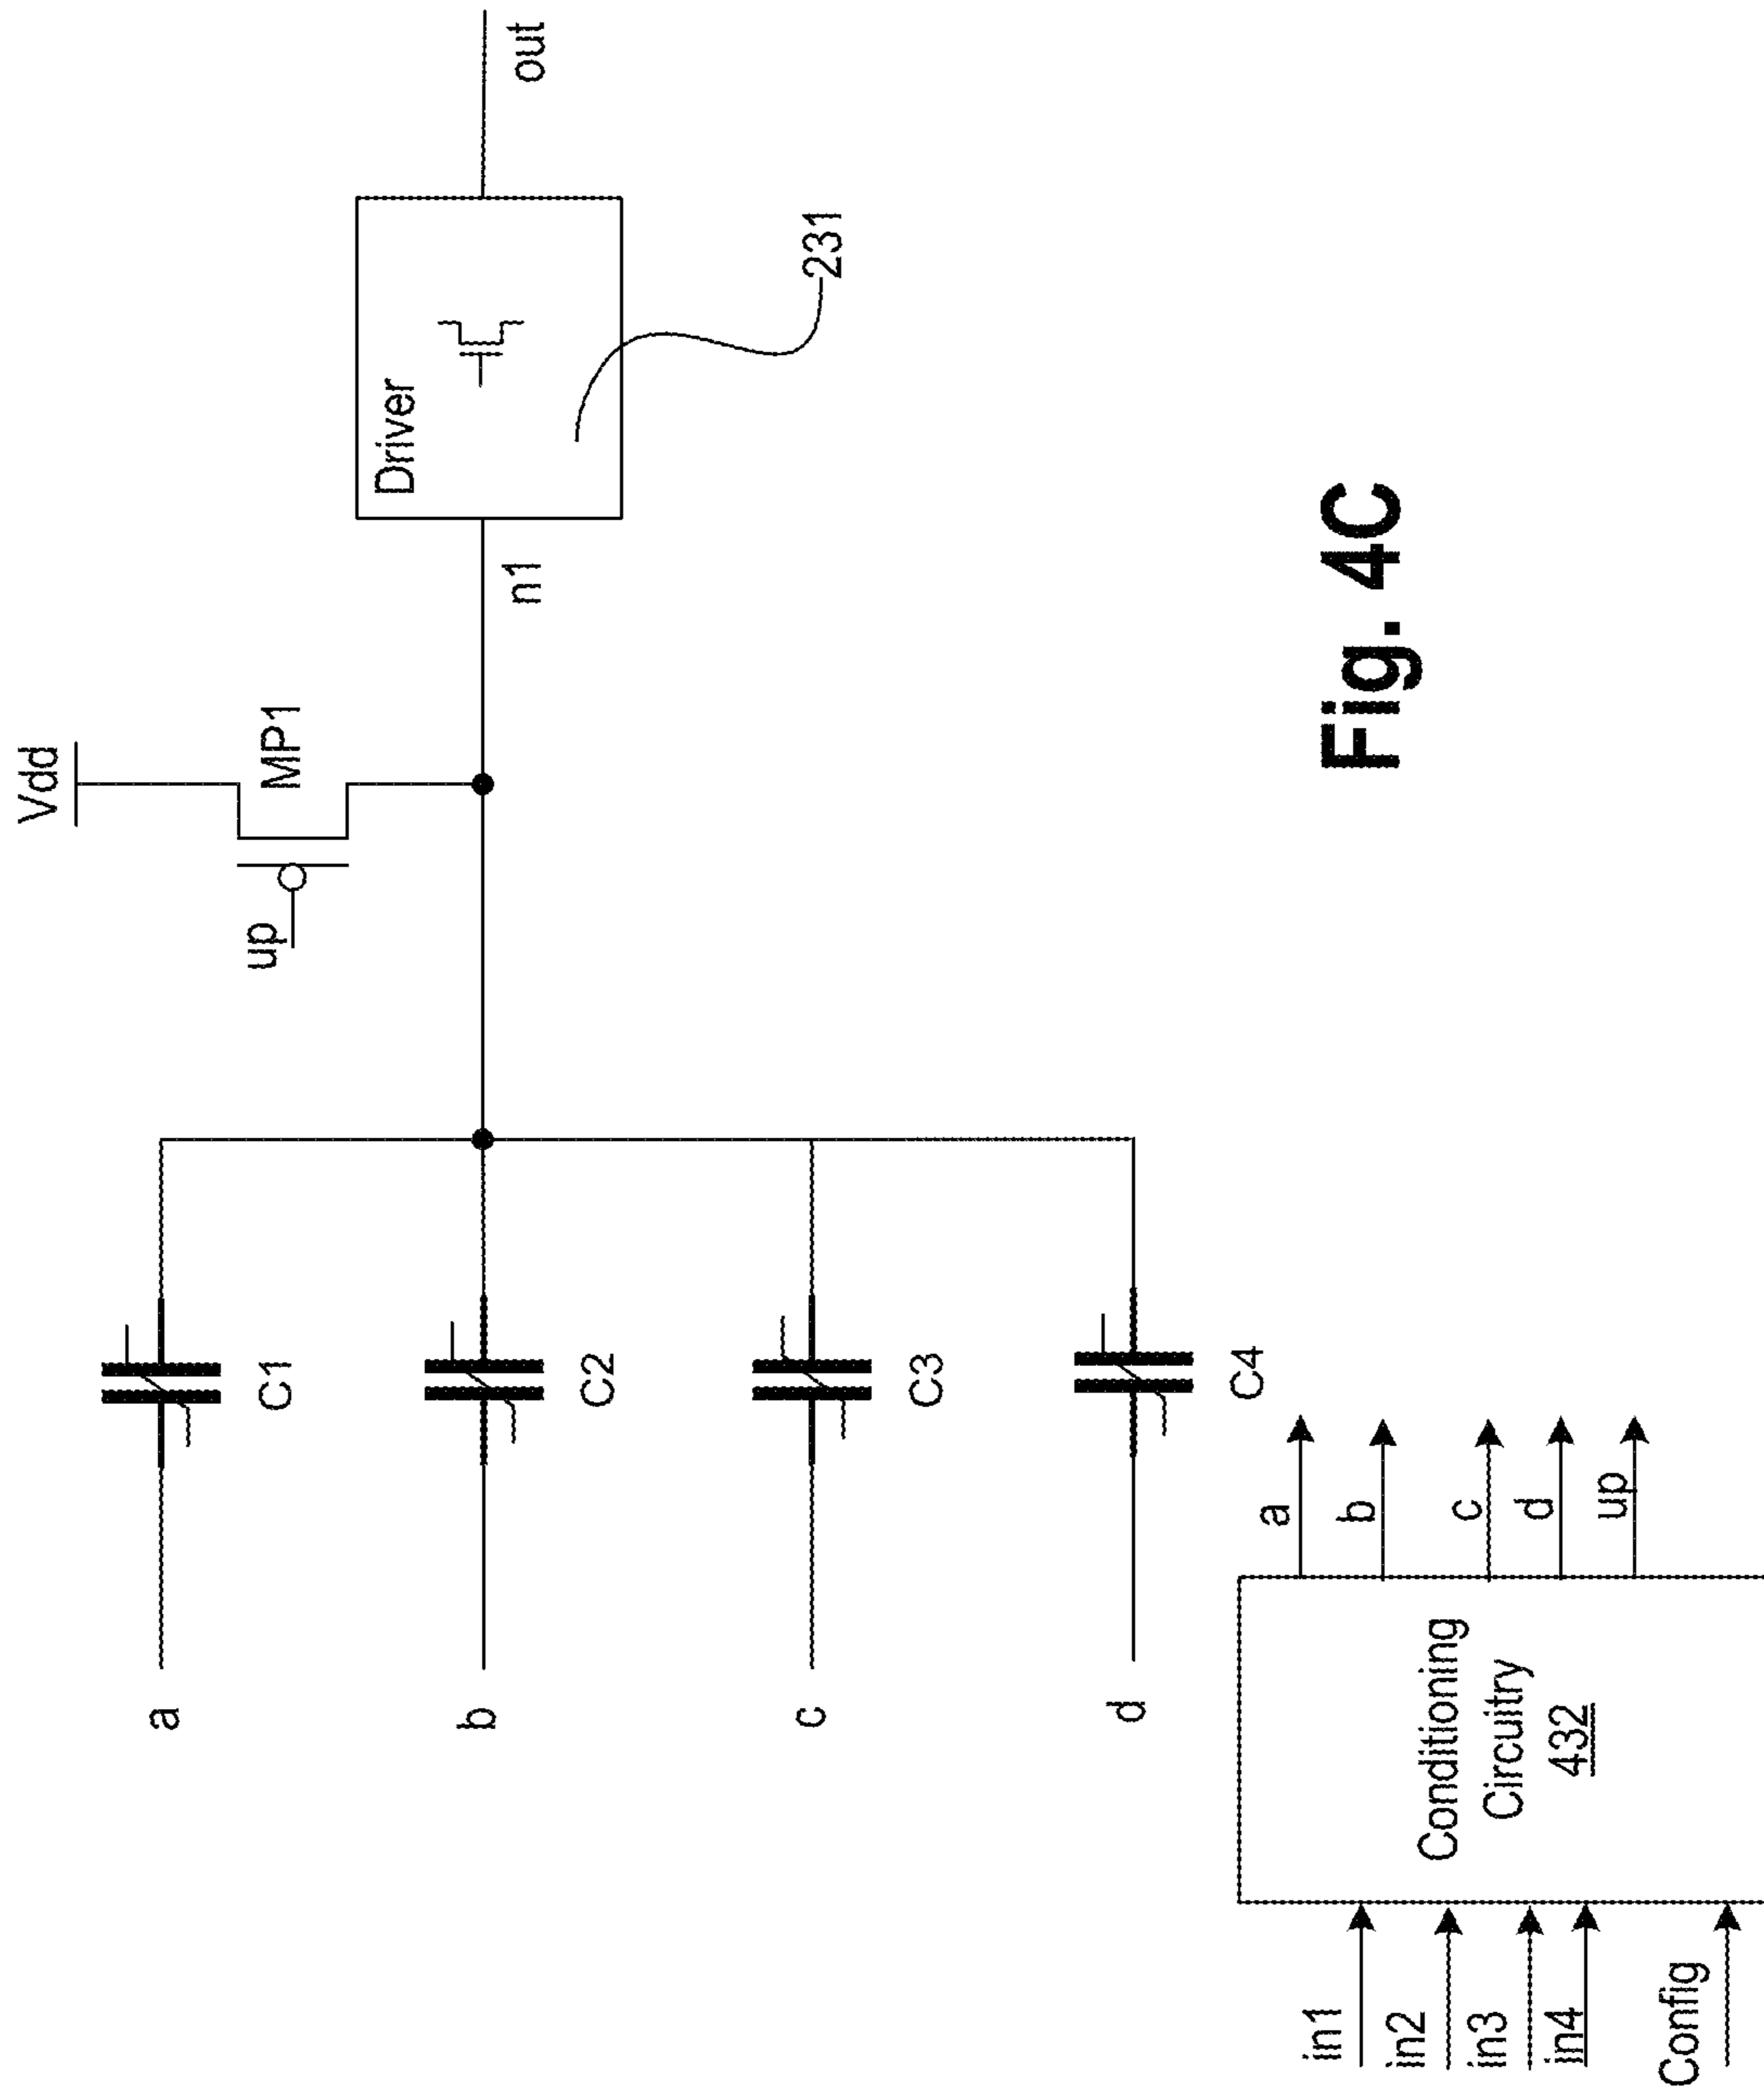 Vdd
up
MP1
Driver
n1
out
231
a
C1
b
C2
c
C3
d
C4
in1
in2
in3
in4
Config
Conditioning
Circuitry
432
a
b
c
d
up
Fig. 4C